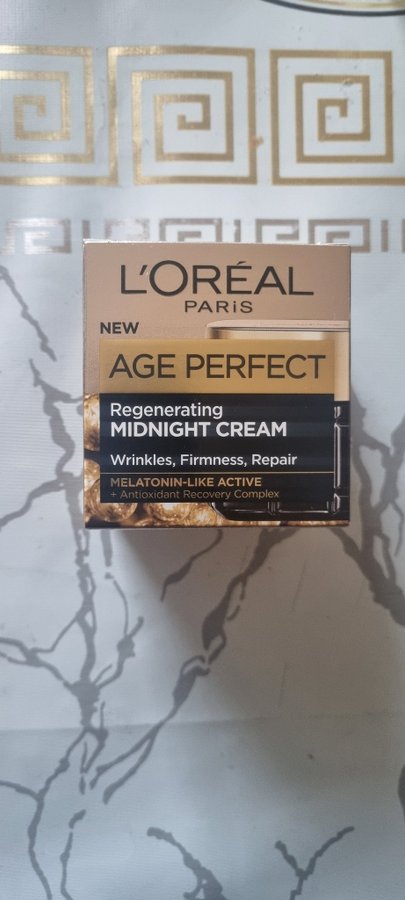 L'ORÉAL
PARiS
NEW
AGE PERFECT
Regenerating
MIDNIGHT CREAM
Wrinkles, Firmness, Repair
MELATONIN-LIKE ACTIVE
+ Antioxidant Recovery Complex